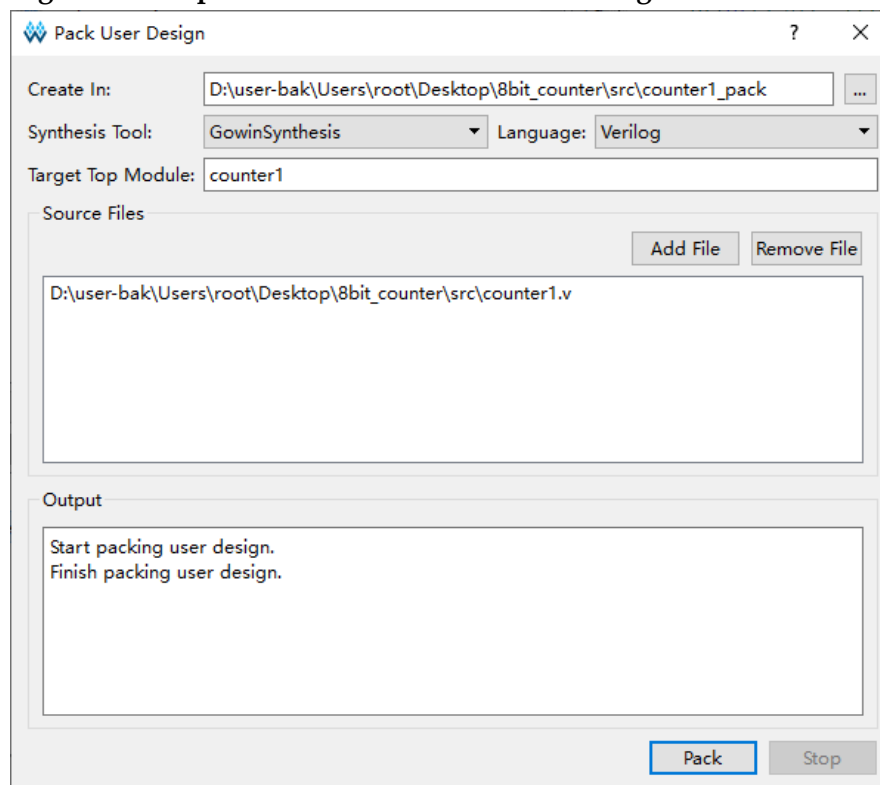 Pack User Design
? ×
Create In: D:\user-bak\Users\root\Desktop\8bit_counter\src\counter1_pack ...
Synthesis Tool: GowinSynthesis Language: Verilog
Target Top Module: counter1
Source Files
Add File Remove File
D:\user-bak\Users\root\Desktop\8bit_counter\src\counter1.v
Output
Start packing user design.
Finish packing user design.
Pack Stop